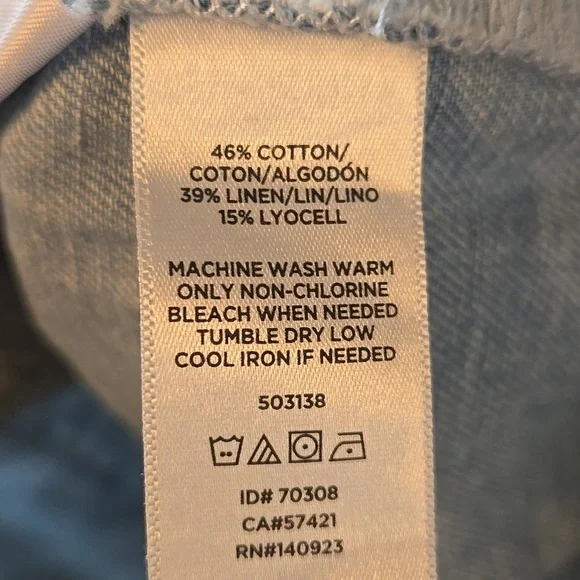 46% COTTON/
COTON/ALGODÓN
39% LINEN/LIN/LINO
15% LYOCELL
MACHINE WASH WARM
ONLY NON-CHLORINE
BLEACH WHEN NEEDED
TUMBLE DRY LOW
COOL IRON IF NEEDED
503138
ID# 70308
CA#57421
RN#140923